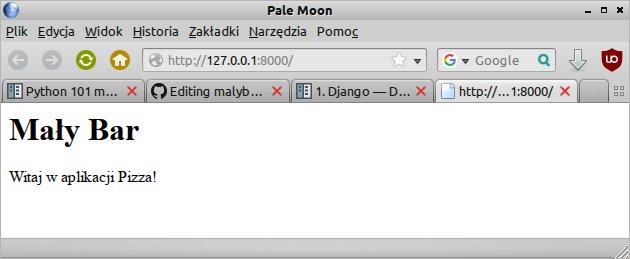 Pale Moon
Plik Edycja Widok Historia Zakładki Narzędzia Pomoc
http://127.0.0.1:8000/ Google
Python 101 m... Editing malyb... 1. Django — D... http://...1:8000/
Mały Bar
Witaj w aplikacji Pizza!